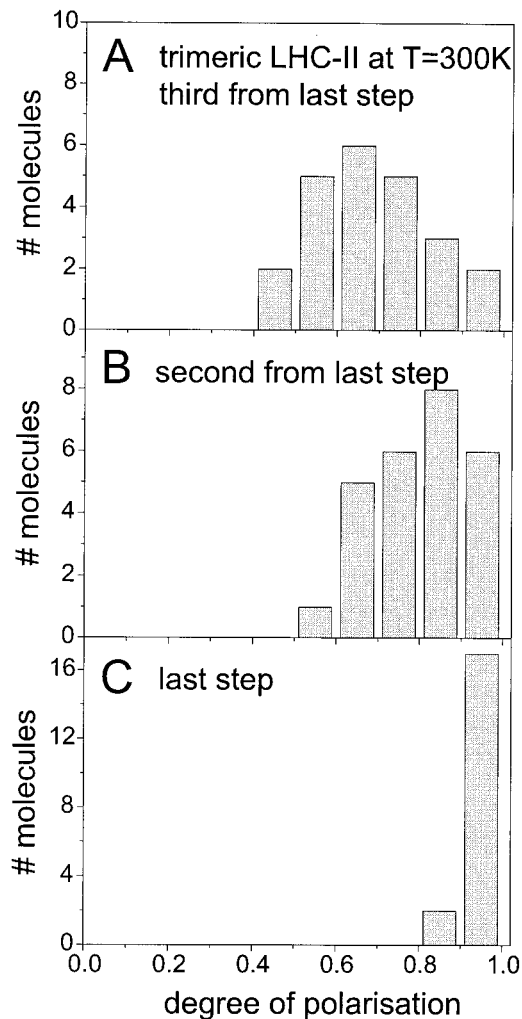 10
A trimeric LHC-II at T=300K
third from last step
8
6
4
2
0
# molecules
B second from last step
8
6
4
2
0
# molecules
C last step
16
12
8
4
0
# molecules
0.0 0.2 0.4 0.6 0.8 1.0
degree of polarisation